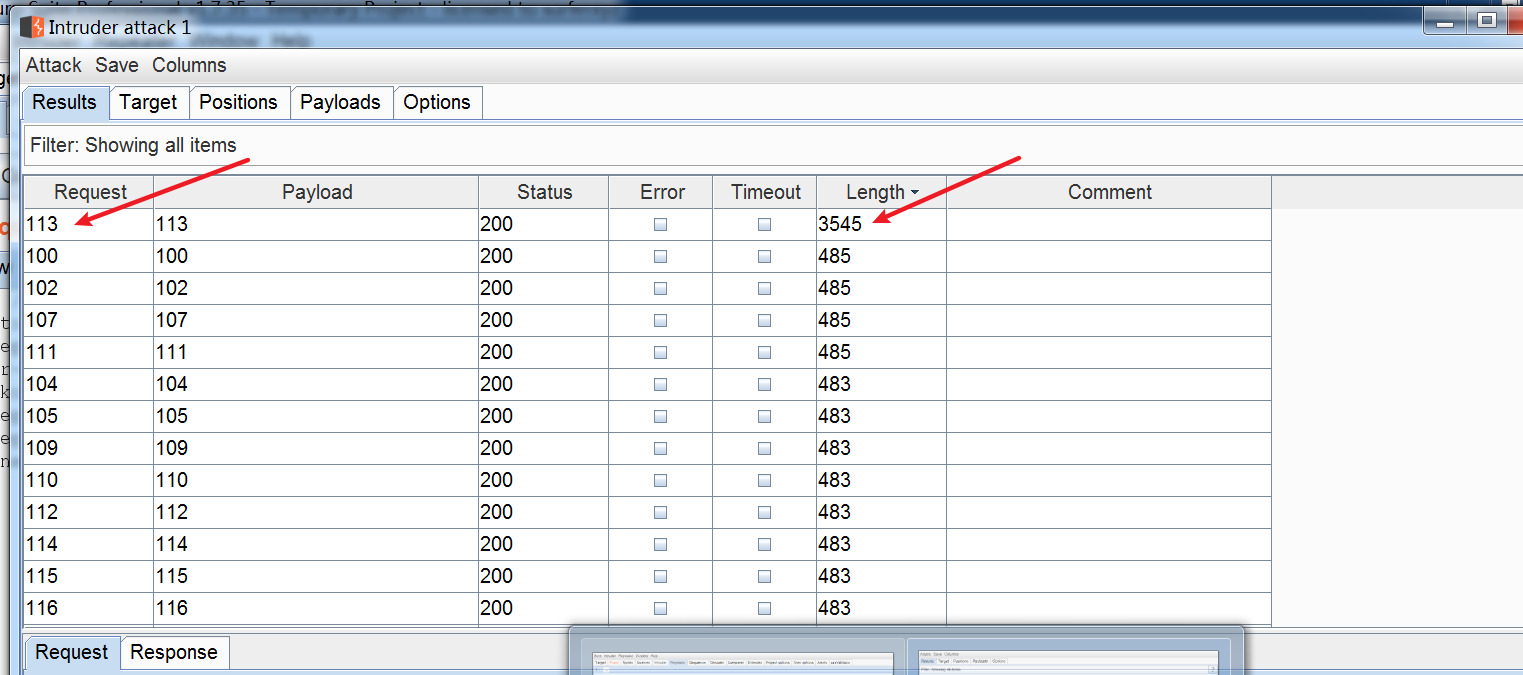 Intruder attack 1
Attack Save Columns
Results Target Positions Payloads Options
Filter: Showing all items
Request Payload Status Error Timeout Length Comment
113 113 200 3545
100 100 200 485
102 102 200 485
107 107 200 485
111 111 200 485
104 104 200 483
105 105 200 483
109 109 200 483
110 110 200 483
112 112 200 483
114 114 200 483
115 115 200 483
116 116 200 483
Request Response